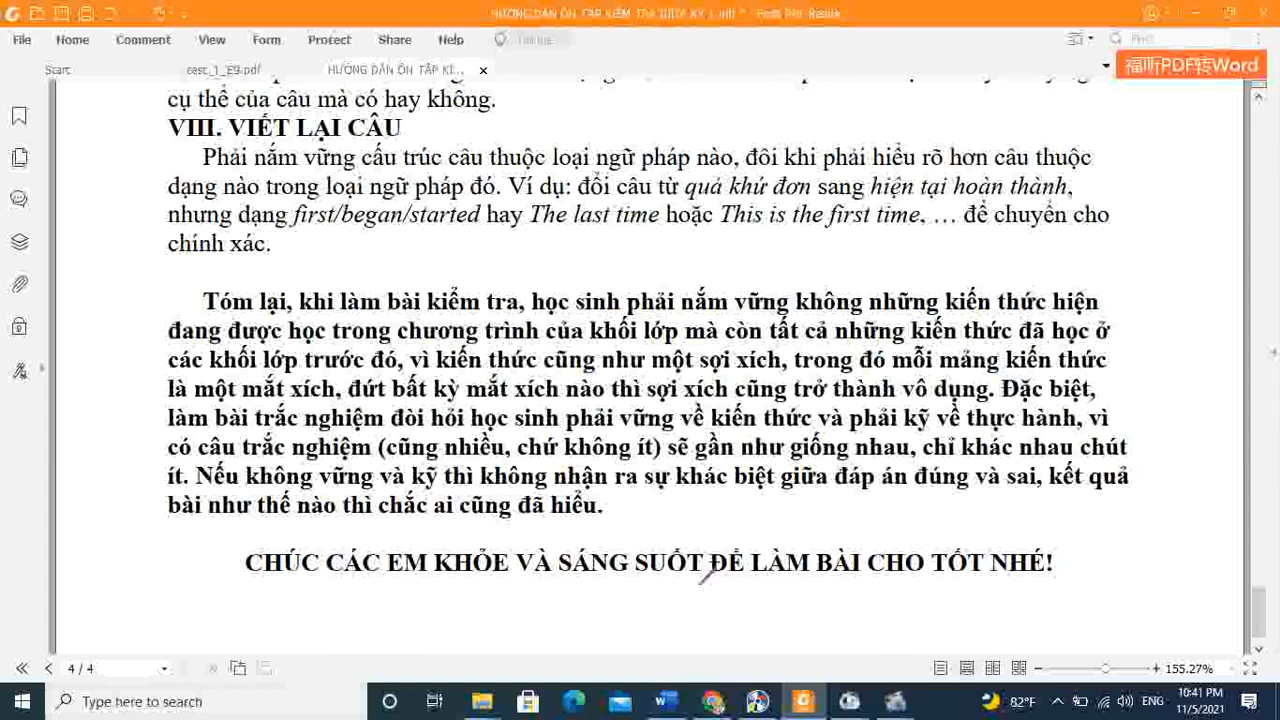 File Home Comment View Form Protect Share Help
Start cesc_1_E9.pdf HƯỚNG DẪN ÔN TẬP KÌ...
福昕PDF转Word
cụ thể của câu mà có hay không.
VIII. VIẾT LẠI CÂU
Phải nắm vững cấu trúc câu thuộc loại ngữ pháp nào, đôi khi phải hiểu rõ hơn câu thuộc
dạng nào trong loại ngữ pháp đó. Ví dụ: đổi câu từ quá khứ đơn sang hiện tại hoàn thành,
nhưng dạng first/began/started hay The last time hoặc This is the first time, … để chuyển cho
chính xác.
Tóm lại, khi làm bài kiểm tra, học sinh phải nắm vững không những kiến thức hiện
đang được học trong chương trình của khối lớp mà còn tất cả những kiến thức đã học ở
các khối lớp trước đó, vì kiến thức cũng như một sợi xích, trong đó mỗi mảng kiến thức
là một mắt xích, đứt bất kỳ mắt xích nào thì sợi xích cũng trở thành vô dụng. Đặc biệt,
làm bài trắc nghiệm đòi hỏi học sinh phải vững về kiến thức và phải kỹ về thực hành, vì
có câu trắc nghiệm (cũng nhiều, chứ không ít) sẽ gần như giống nhau, chỉ khác nhau chút
ít. Nếu không vững và kỹ thì không nhận ra sự khác biệt giữa đáp án đúng và sai, kết quả
bài như thế nào thì chắc ai cũng đã hiểu.
CHÚC CÁC EM KHỎE VÀ SÁNG SUỐT ĐỂ LÀM BÀI CHO TỐT NHÉ!
4 / 4 155.27%
Type here to search 82°F ENG 10:41 PM
11/5/2021